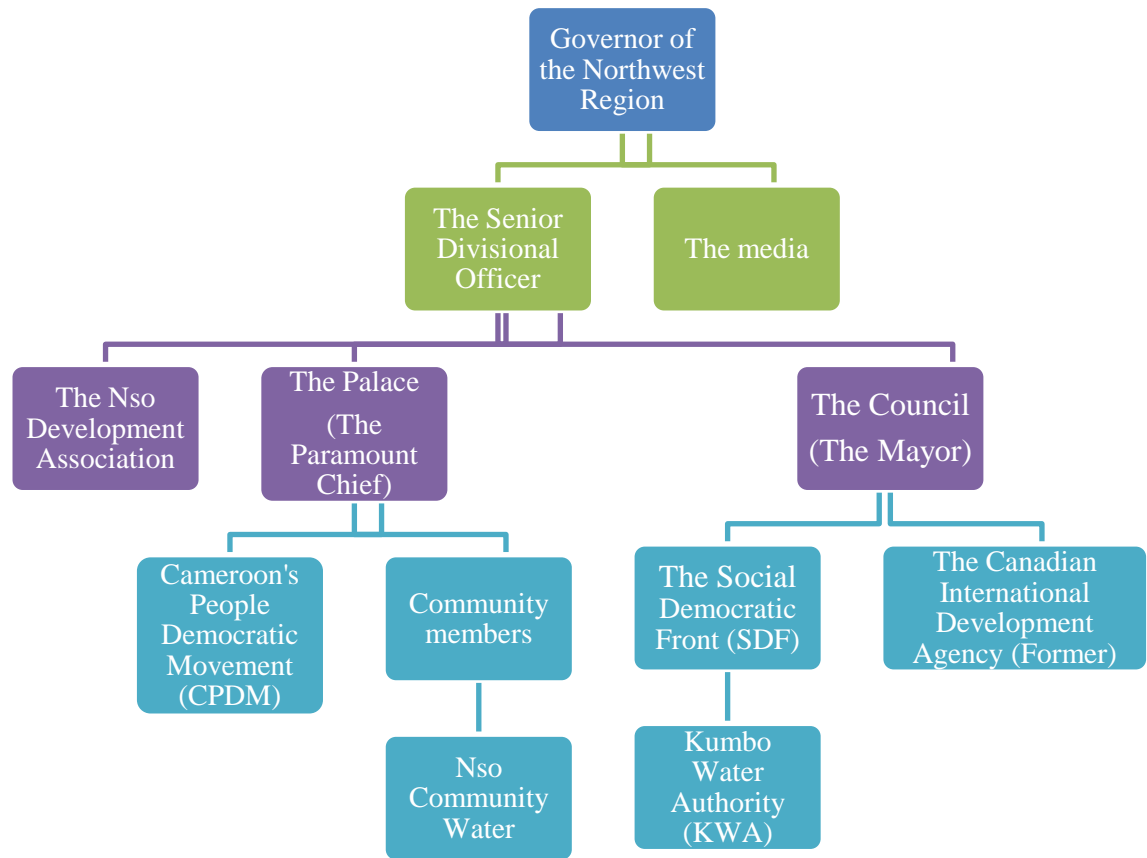 Governor of
the Northwest
Region
The Senior
Divisional
Officer
The media
The Nso
Development
Association
The Palace
(The
Paramount
Chief)
The Council
(The Mayor)
Cameroon's
People
Democratic
Movement
(CPDM)
Community
members
The Social
Democratic
Front (SDF)
The Canadian
International
Development
Agency (Former)
Nso
Community
Water
Kumbo
Water
Authority
(KWA)